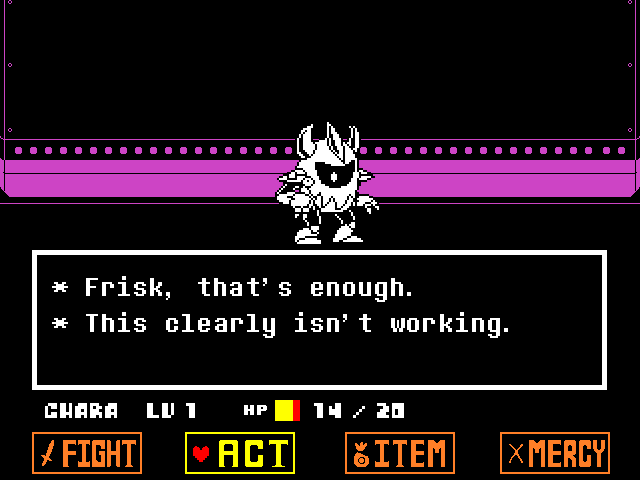 * Frisk, that's enough.
* This clearly isn't working.
CHARA LV 1 HP 14 / 20
FIGHT ACT ITEM MERCY